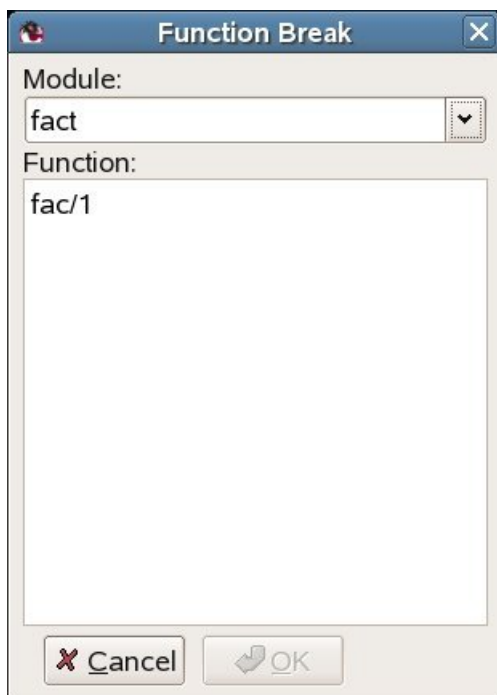 Function Break
Module:
fact
Function:
fac/1
Cancel
OK